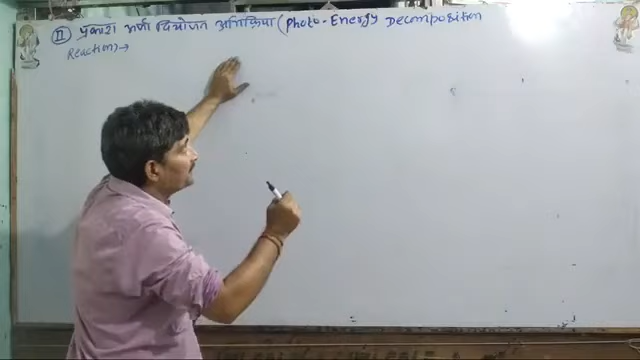 II प्रकाश ऊर्जा वियोजन अभिक्रिया (Photo-Energy Decomposition
Reaction)→